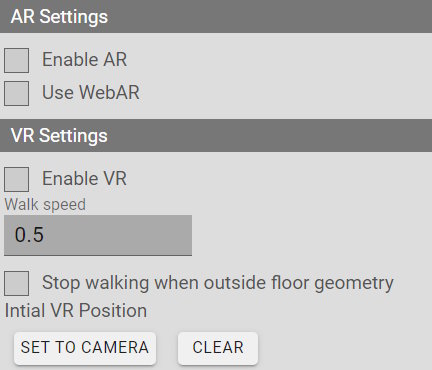 AR Settings
Enable AR
Use WebAR
VR Settings
Enable VR
Walk speed
0.5
Stop walking when outside floor geometry
Intial VR Position
SET TO CAMERA CLEAR